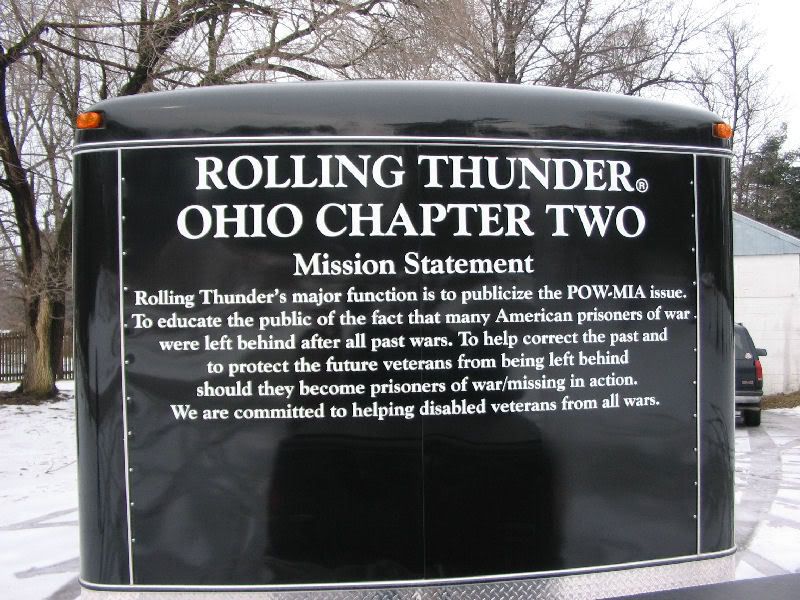 ROLLING THUNDER®
OHIO CHAPTER TWO
Mission Statement
Rolling Thunder's major function is to publicize the POW-MIA issue.
To educate the public of the fact that many American prisoners of war
were left behind after all past wars. To help correct the past and
to protect the future veterans from being left behind
should they become prisoners of war/missing in action.
We are committed to helping disabled veterans from all wars.